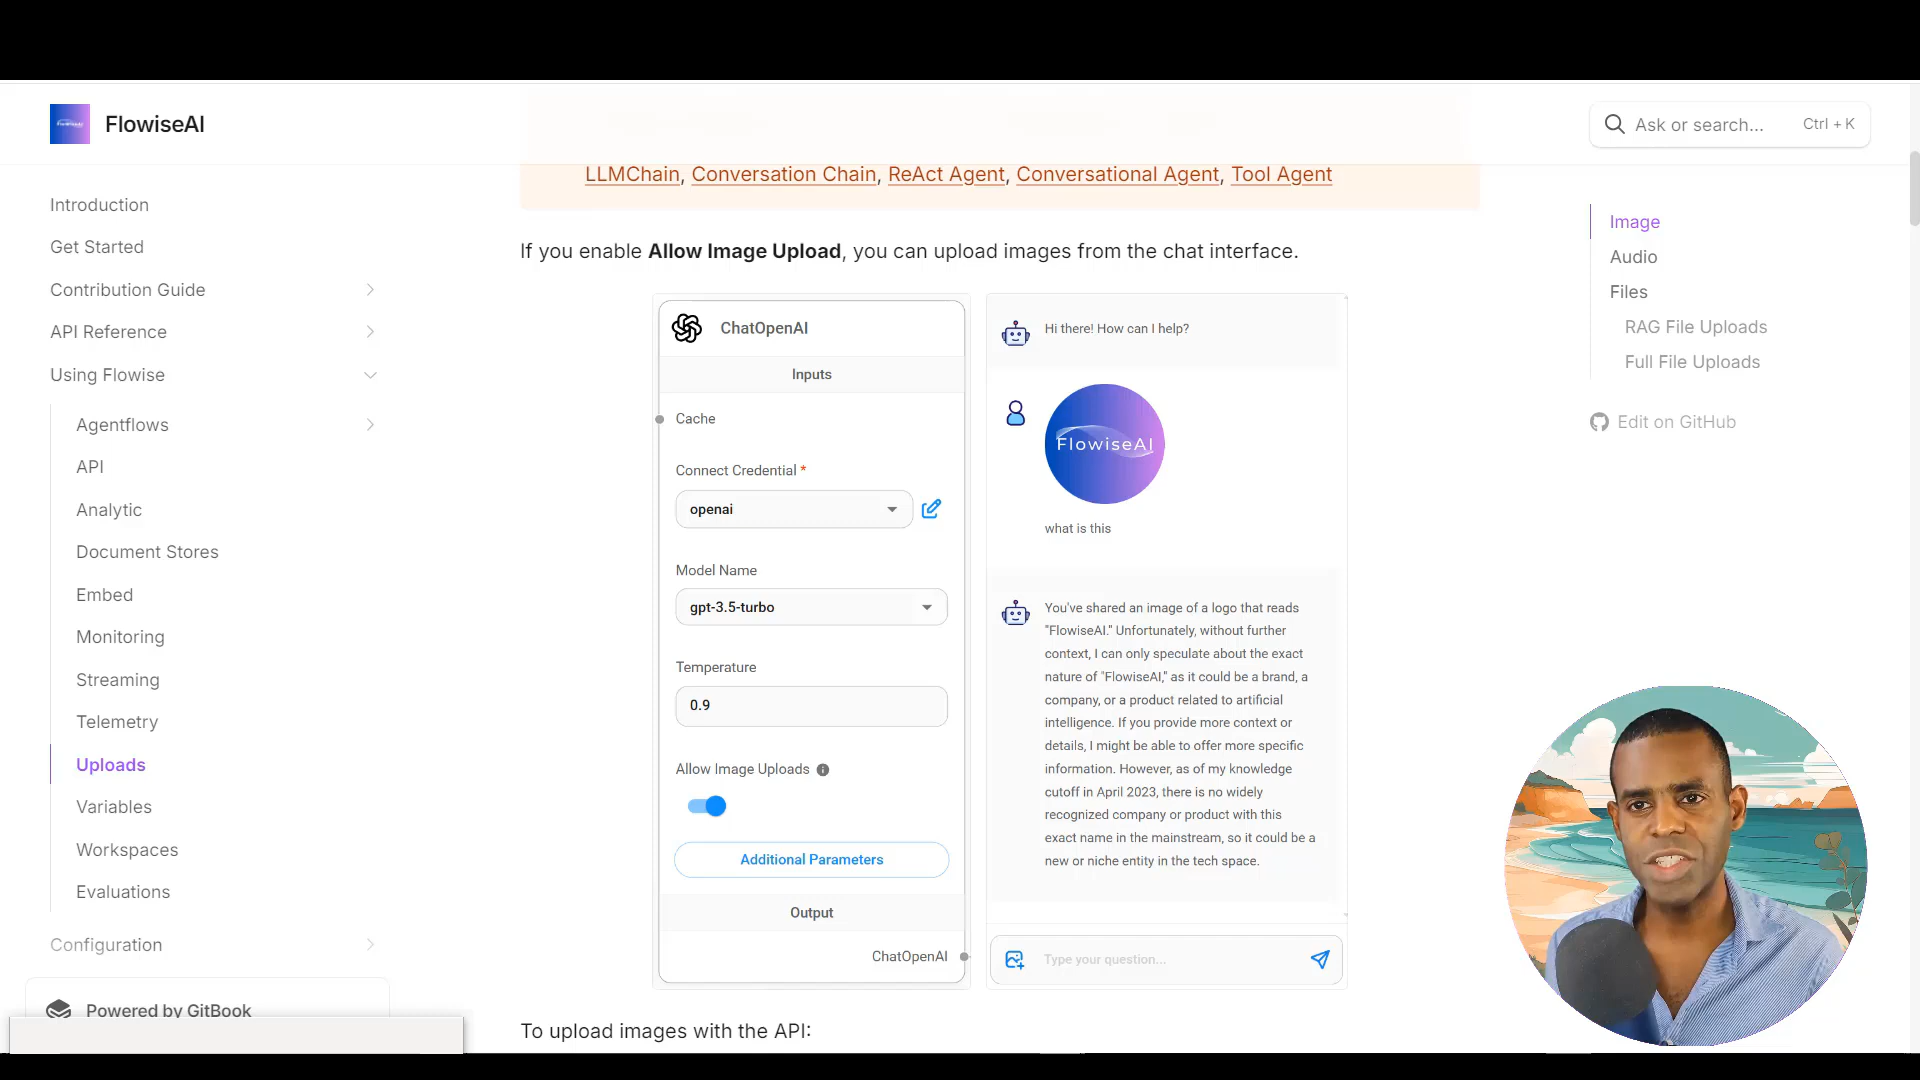 FlowiseAI
Ask or search... Ctrl + K
Introduction
Get Started
Contribution Guide
API Reference
Using Flowise
Agentflows
API
Analytic
Document Stores
Embed
Monitoring
Streaming
Telemetry
Uploads
Variables
Workspaces
Evaluations
Configuration
Powered by GitBook
LLMChain, Conversation Chain, ReAct Agent, Conversational Agent, Tool Agent
If you enable Allow Image Upload, you can upload images from the chat interface.
ChatOpenAI
Inputs
Cache
Connect Credential *
openai
Model Name
gpt-3.5-turbo
Temperature
0.9
Allow Image Uploads
Additional Parameters
Output
ChatOpenAI
Hi there! How can I help?
FlowiseAI
what is this
You've shared an image of a logo that reads
"FlowiseAI." Unfortunately, without further
context, I can only speculate about the exact
nature of "FlowiseAI," as it could be a brand, a
company, or a product related to artificial
intelligence. If you provide more context or
details, I might be able to offer more specific
information. However, as of my knowledge
cutoff in April 2023, there is no widely
recognized company or product with this
exact name in the mainstream, so it could be a
new or niche entity in the tech space.
Type your question...
To upload images with the API:
Image
Audio
Files
RAG File Uploads
Full File Uploads
Edit on GitHub